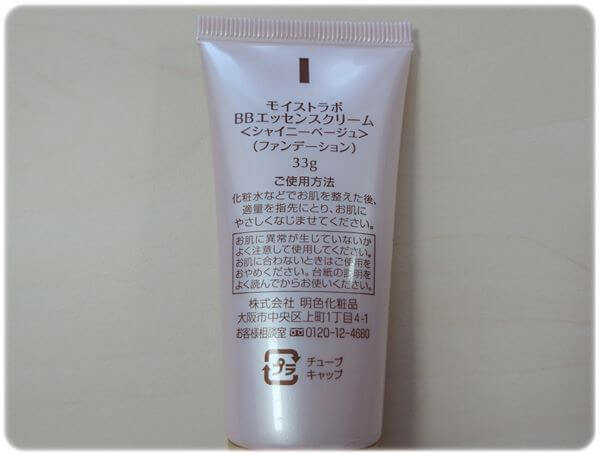 モイストラボ
BBエッセンスクリーム
<シャイニーベージュ>
(ファンデーション)
33g
ご使用方法
化粧水などでお肌を整えた後、
適量を指先にとり、お肌に
やさしくなじませてください。
お肌に異常が生じていないか
よく注意して使用してください。
お肌に合わないときはご使用を
おやめください。台紙の説明を
よく読んでからお使いください。
株式会社 明色化粧品
大阪市中央区上町1丁目4-1
お客様相談室 0120-12-4680
プラ
チューブ
キャップ